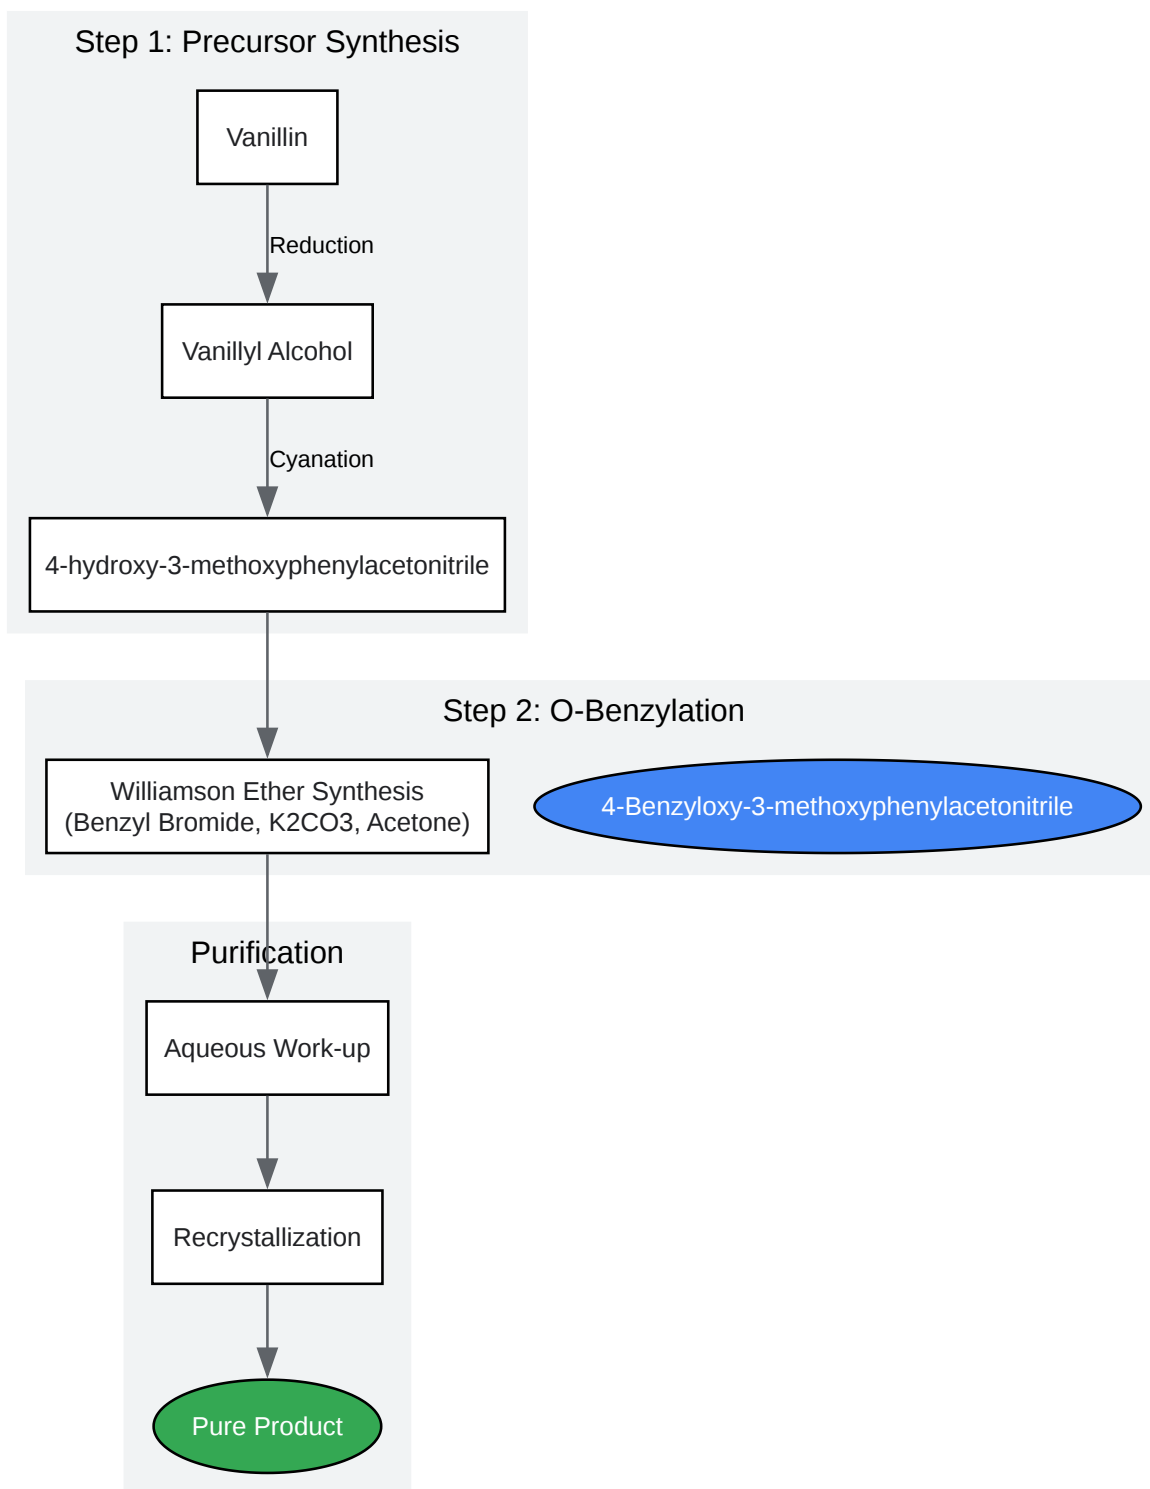 Step 1: Precursor Synthesis
Vanillin
Reduction
Vanillyl Alcohol
Cyanation
4-hydroxy-3-methoxyphenylacetonitrile
Step 2: O-Benzylation
Williamson Ether Synthesis
(Benzyl Bromide, K2CO3, Acetone)
4-Benzyloxy-3-methoxyphenylacetonitrile
Purification
Aqueous Work-up
Recrystallization
Pure Product